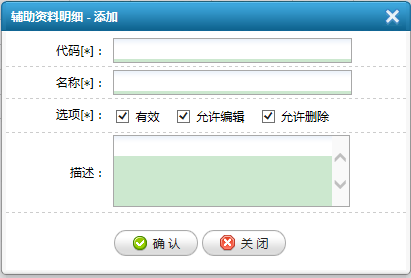 辅助资料明细 - 添加
代码[*]：
名称[*]：
选项[*]： 有效 允许编辑 允许删除
描述：
确 认 关 闭